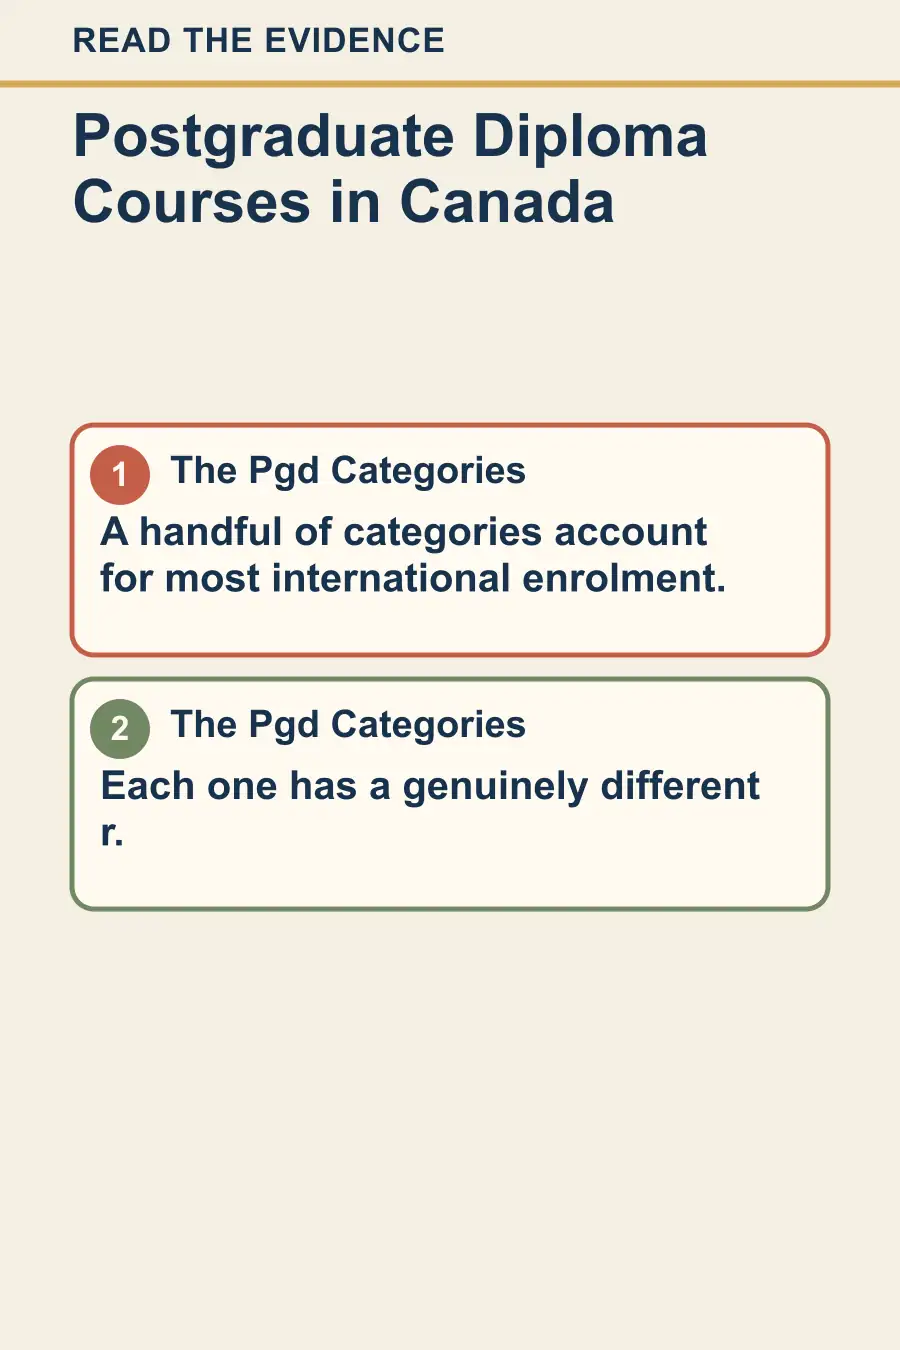 READ THE EVIDENCE
Postgraduate Diploma
Courses in Canada
1 The Pgd Categories
A handful of categories account
for most international enrolment.
2 The Pgd Categories
Each one has a genuinely different
r.